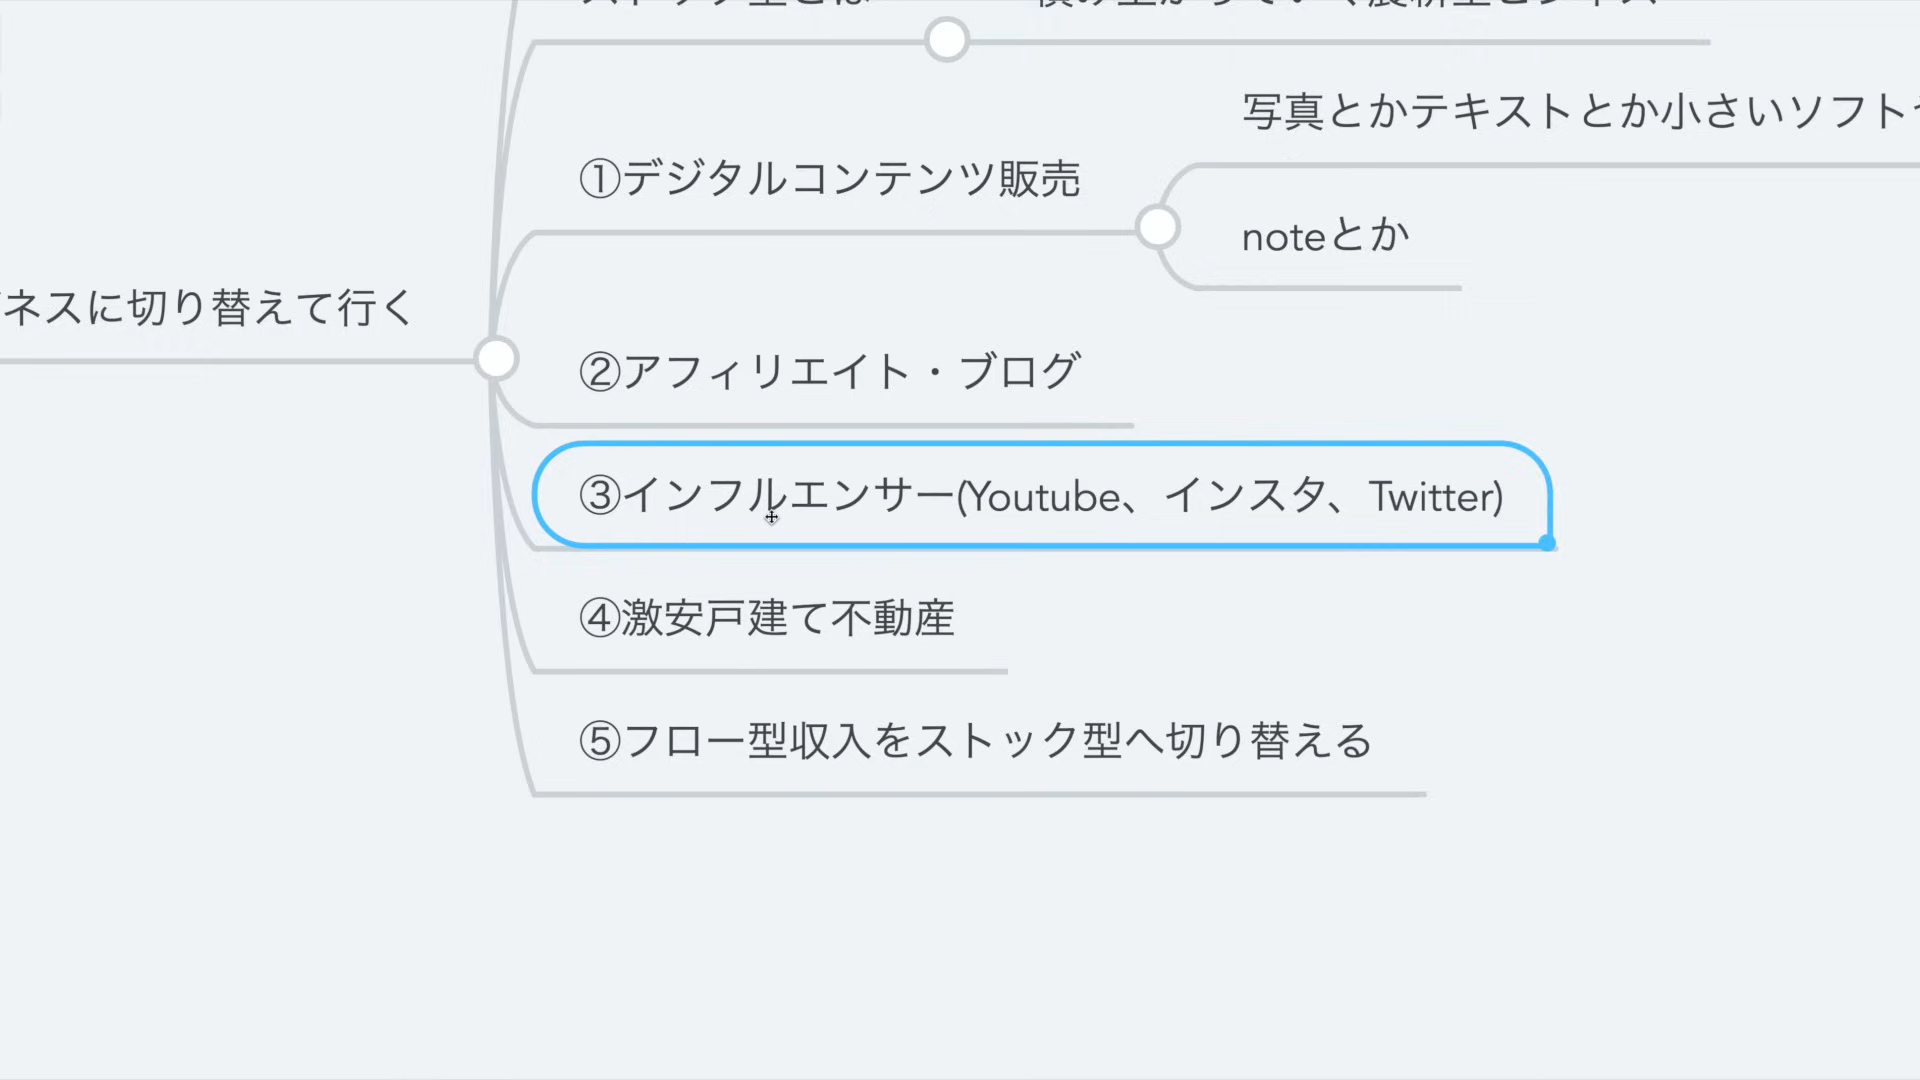 写真とかテキストとか小さいソフト
①デジタルコンテンツ販売
noteとか
ネスに切り替えて行く
②アフィリエイト・ブログ
③インフルエンサー(Youtube、インスタ、Twitter)
④激安戸建て不動産
⑤フロー型収入をストック型へ切り替える